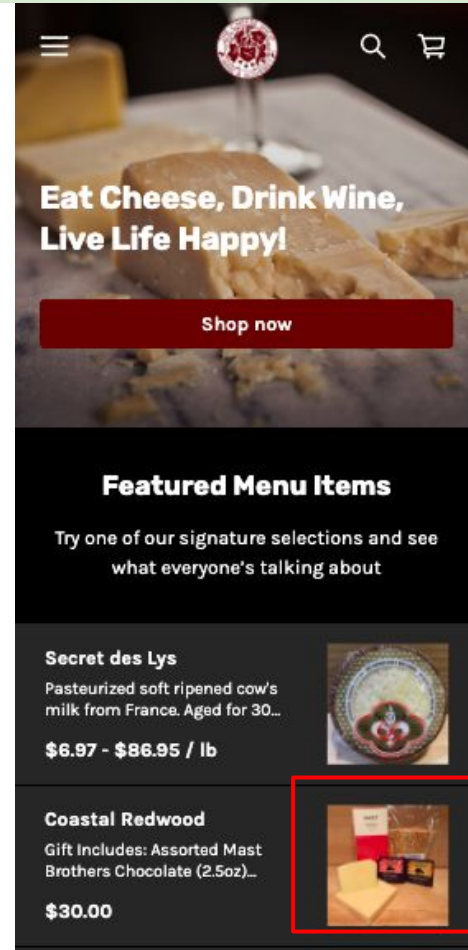 Eat Cheese, Drink Wine,
Live Life Happy!
Shop now
Featured Menu Items
Try one of our signature selections and see
what everyone's talking about
Secret des Lys
Pasteurized soft ripened cow's
milk from France. Aged for 30...
$6.97 - $86.95 / lb
Coastal Redwood
Gift Includes: Assorted Mast
Brothers Chocolate (2.5oz)...
$30.00